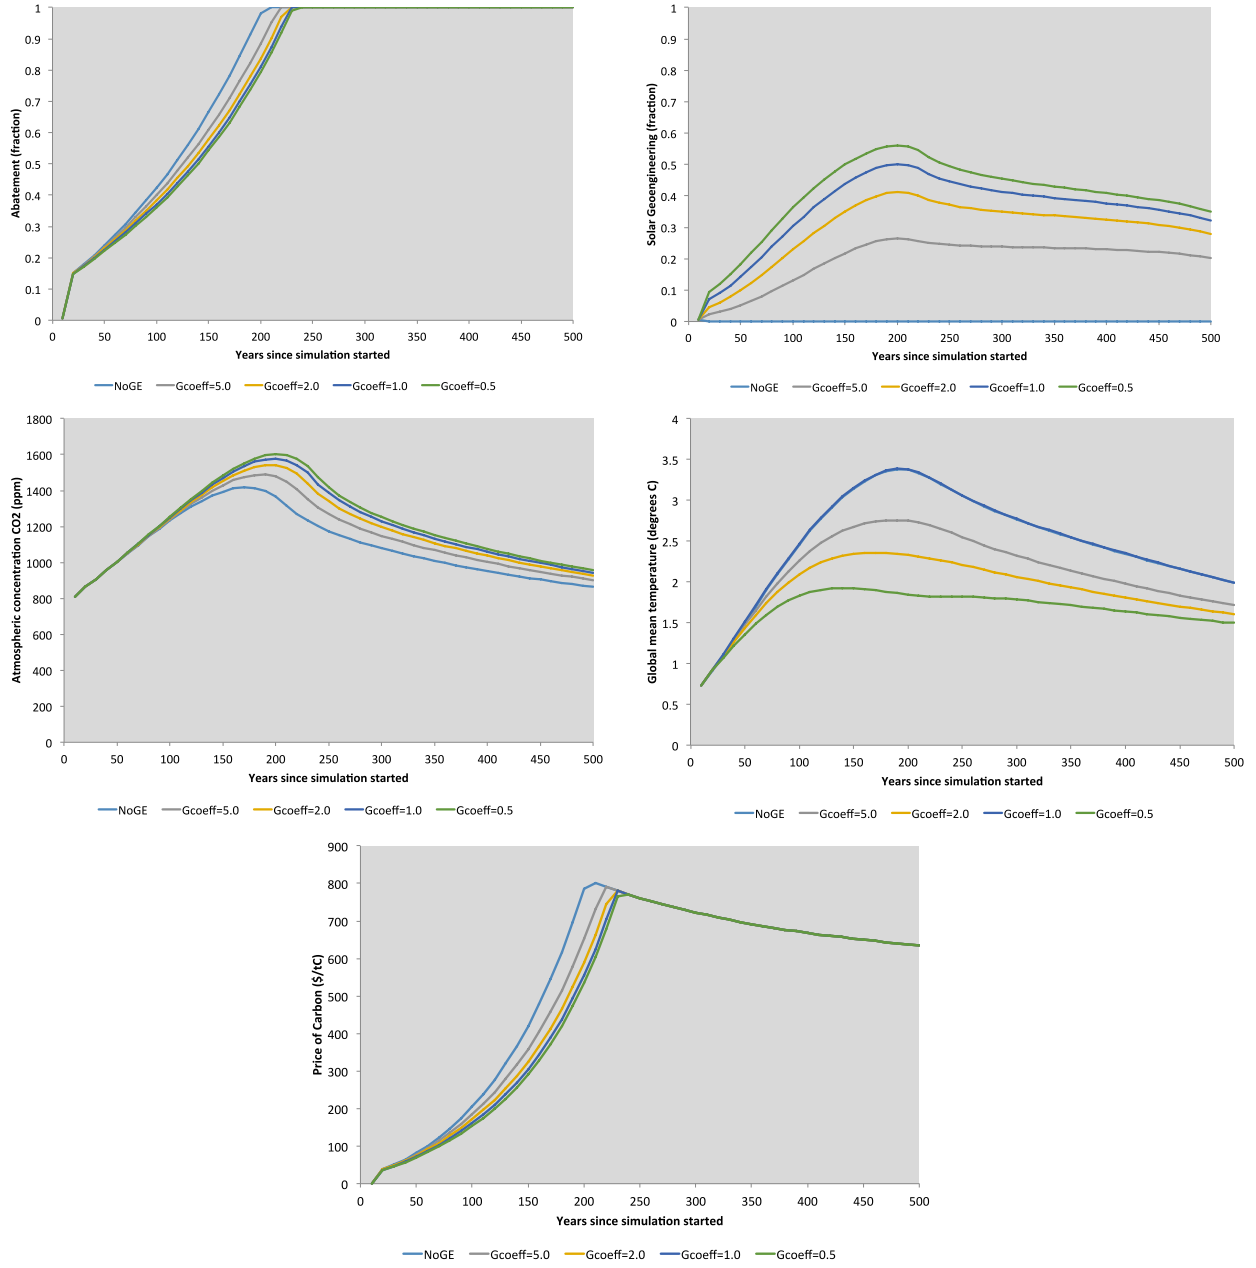 Abatement (fraction)
1
0.9
0.8
0.7
0.6
0.5
0.4
0.3
0.2
0.1
0
0 50 100 150 200 250 300 350 400 450 500
Years since simulation started
NoGE Gcoeff=5.0 Gcoeff=2.0 Gcoeff=1.0 Gcoeff=0.5
Solar Geoengineering (fraction)
1
0.9
0.8
0.7
0.6
0.5
0.4
0.3
0.2
0.1
0
0 50 100 150 200 250 300 350 400 450 500
Years since simulation started
NoGE Gcoeff=5.0 Gcoeff=2.0 Gcoeff=1.0 Gcoeff=0.5
Atmospheric concentration CO2 (ppm)
1800
1600
1400
1200
1000
800
600
400
200
0
0 50 100 150 200 250 300 350 400 450 500
Years since simulation started
NoGE Gcoeff=5.0 Gcoeff=2.0 Gcoeff=1.0 Gcoeff=0.5
Global mean temperature (degrees C)
4
3.5
3
2.5
2
1.5
1
0.5
0
0 50 100 150 200 250 300 350 400 450 500
Years since simulation started
NoGE Gcoeff=5.0 Gcoeff=2.0 Gcoeff=1.0 Gcoeff=0.5
Price of Carbon ($/tC)
900
800
700
600
500
400
300
200
100
0
0 50 100 150 200 250 300 350 400 450 500
Years since simulation started
NoGE Gcoeff=5.0 Gcoeff=2.0 Gcoeff=1.0 Gcoeff=0.5